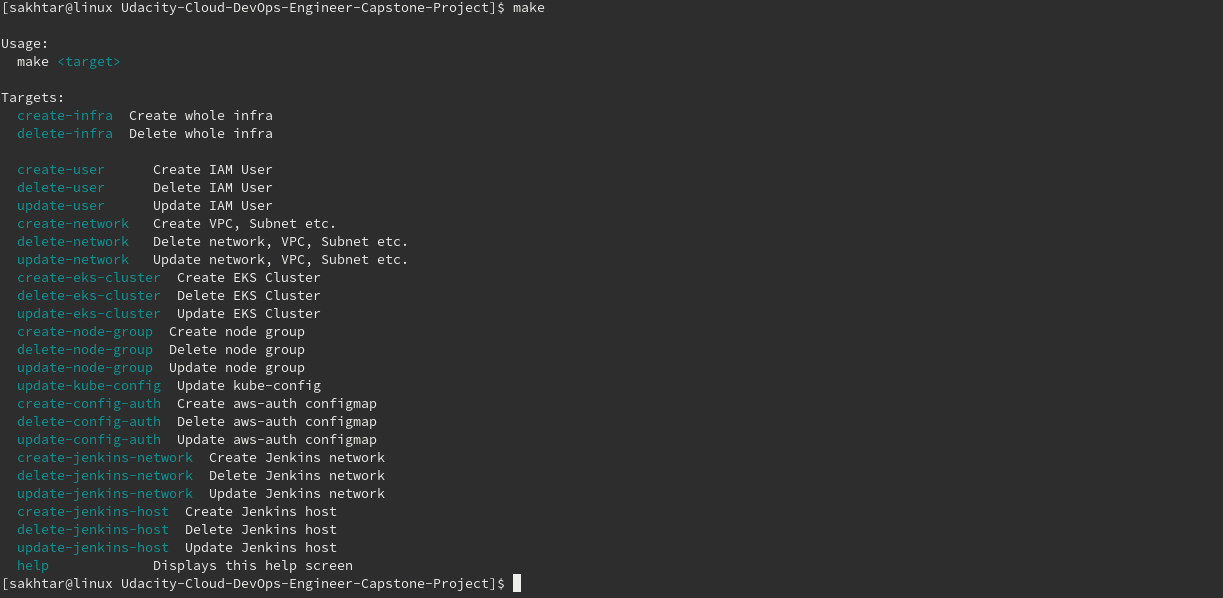 [sakhtar@linux Udacity-Cloud-DevOps-Engineer-Capstone-Project]$ make
Usage:
make <target>
Targets:
create-infra  Create whole infra
delete-infra  Delete whole infra
create-user      Create IAM User
delete-user      Delete IAM User
update-user      Update IAM User
create-network   Create VPC, Subnet etc.
delete-network   Delete network, VPC, Subnet etc.
update-network   Update network, VPC, Subnet etc.
create-eks-cluster  Create EKS Cluster
delete-eks-cluster  Delete EKS Cluster
update-eks-cluster  Update EKS Cluster
create-node-group  Create node group
delete-node-group  Delete node group
update-node-group  Update node group
update-kube-config  Update kube-config
create-config-auth  Create aws-auth configmap
delete-config-auth  Delete aws-auth configmap
update-config-auth  Update aws-auth configmap
create-jenkins-network  Create Jenkins network
delete-jenkins-network  Delete Jenkins network
update-jenkins-network  Update Jenkins network
create-jenkins-host  Create Jenkins host
delete-jenkins-host  Delete Jenkins host
update-jenkins-host  Update Jenkins host
help             Displays this help screen
[sakhtar@linux Udacity-Cloud-DevOps-Engineer-Capstone-Project]$